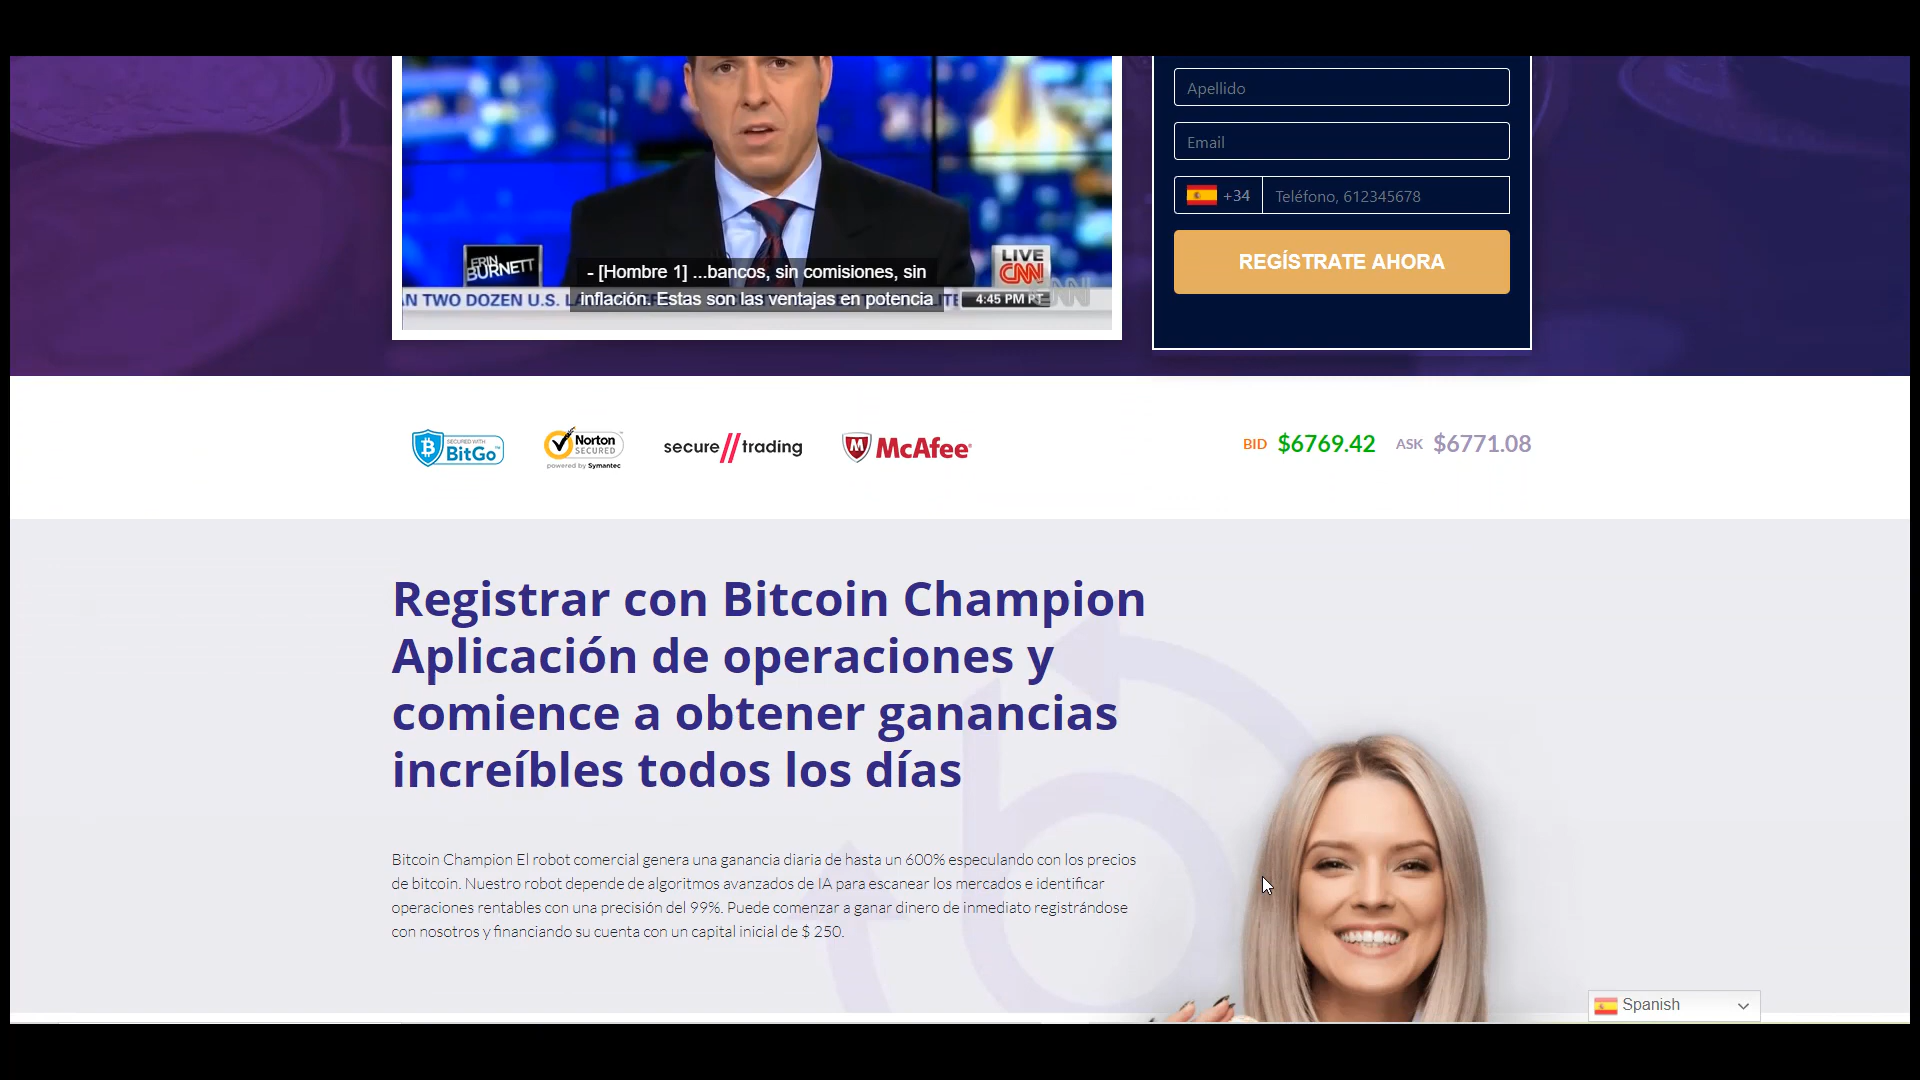 Apellido
Email
+34 Teléfono, 612345678
REGÍSTRATE AHORA
ERIN
BURNETT
LIVE
CNN
- [Hombre 1] ...bancos, sin comisiones, sin
inflación. Estas son las ventajas en potencia
AN TWO DOZEN U.S.
4:45 PM PT
CNN
SECURED WITH
BitGo
Norton
SECURED
powered by Symantec
secure//trading
McAfee
BID $6769.42 ASK $6771.08
Registrar con Bitcoin Champion
Aplicación de operaciones y
comience a obtener ganancias
increíbles todos los días
Bitcoin Champion El robot comercial genera una ganancia diaria de hasta un 600% especulando con los precios
de bitcoin. Nuestro robot depende de algoritmos avanzados de IA para escanear los mercados e identificar
operaciones rentables con una precisión del 99%. Puede comenzar a ganar dinero de inmediato registrándose
con nosotros y financiando su cuenta con un capital inicial de $ 250.
Spanish